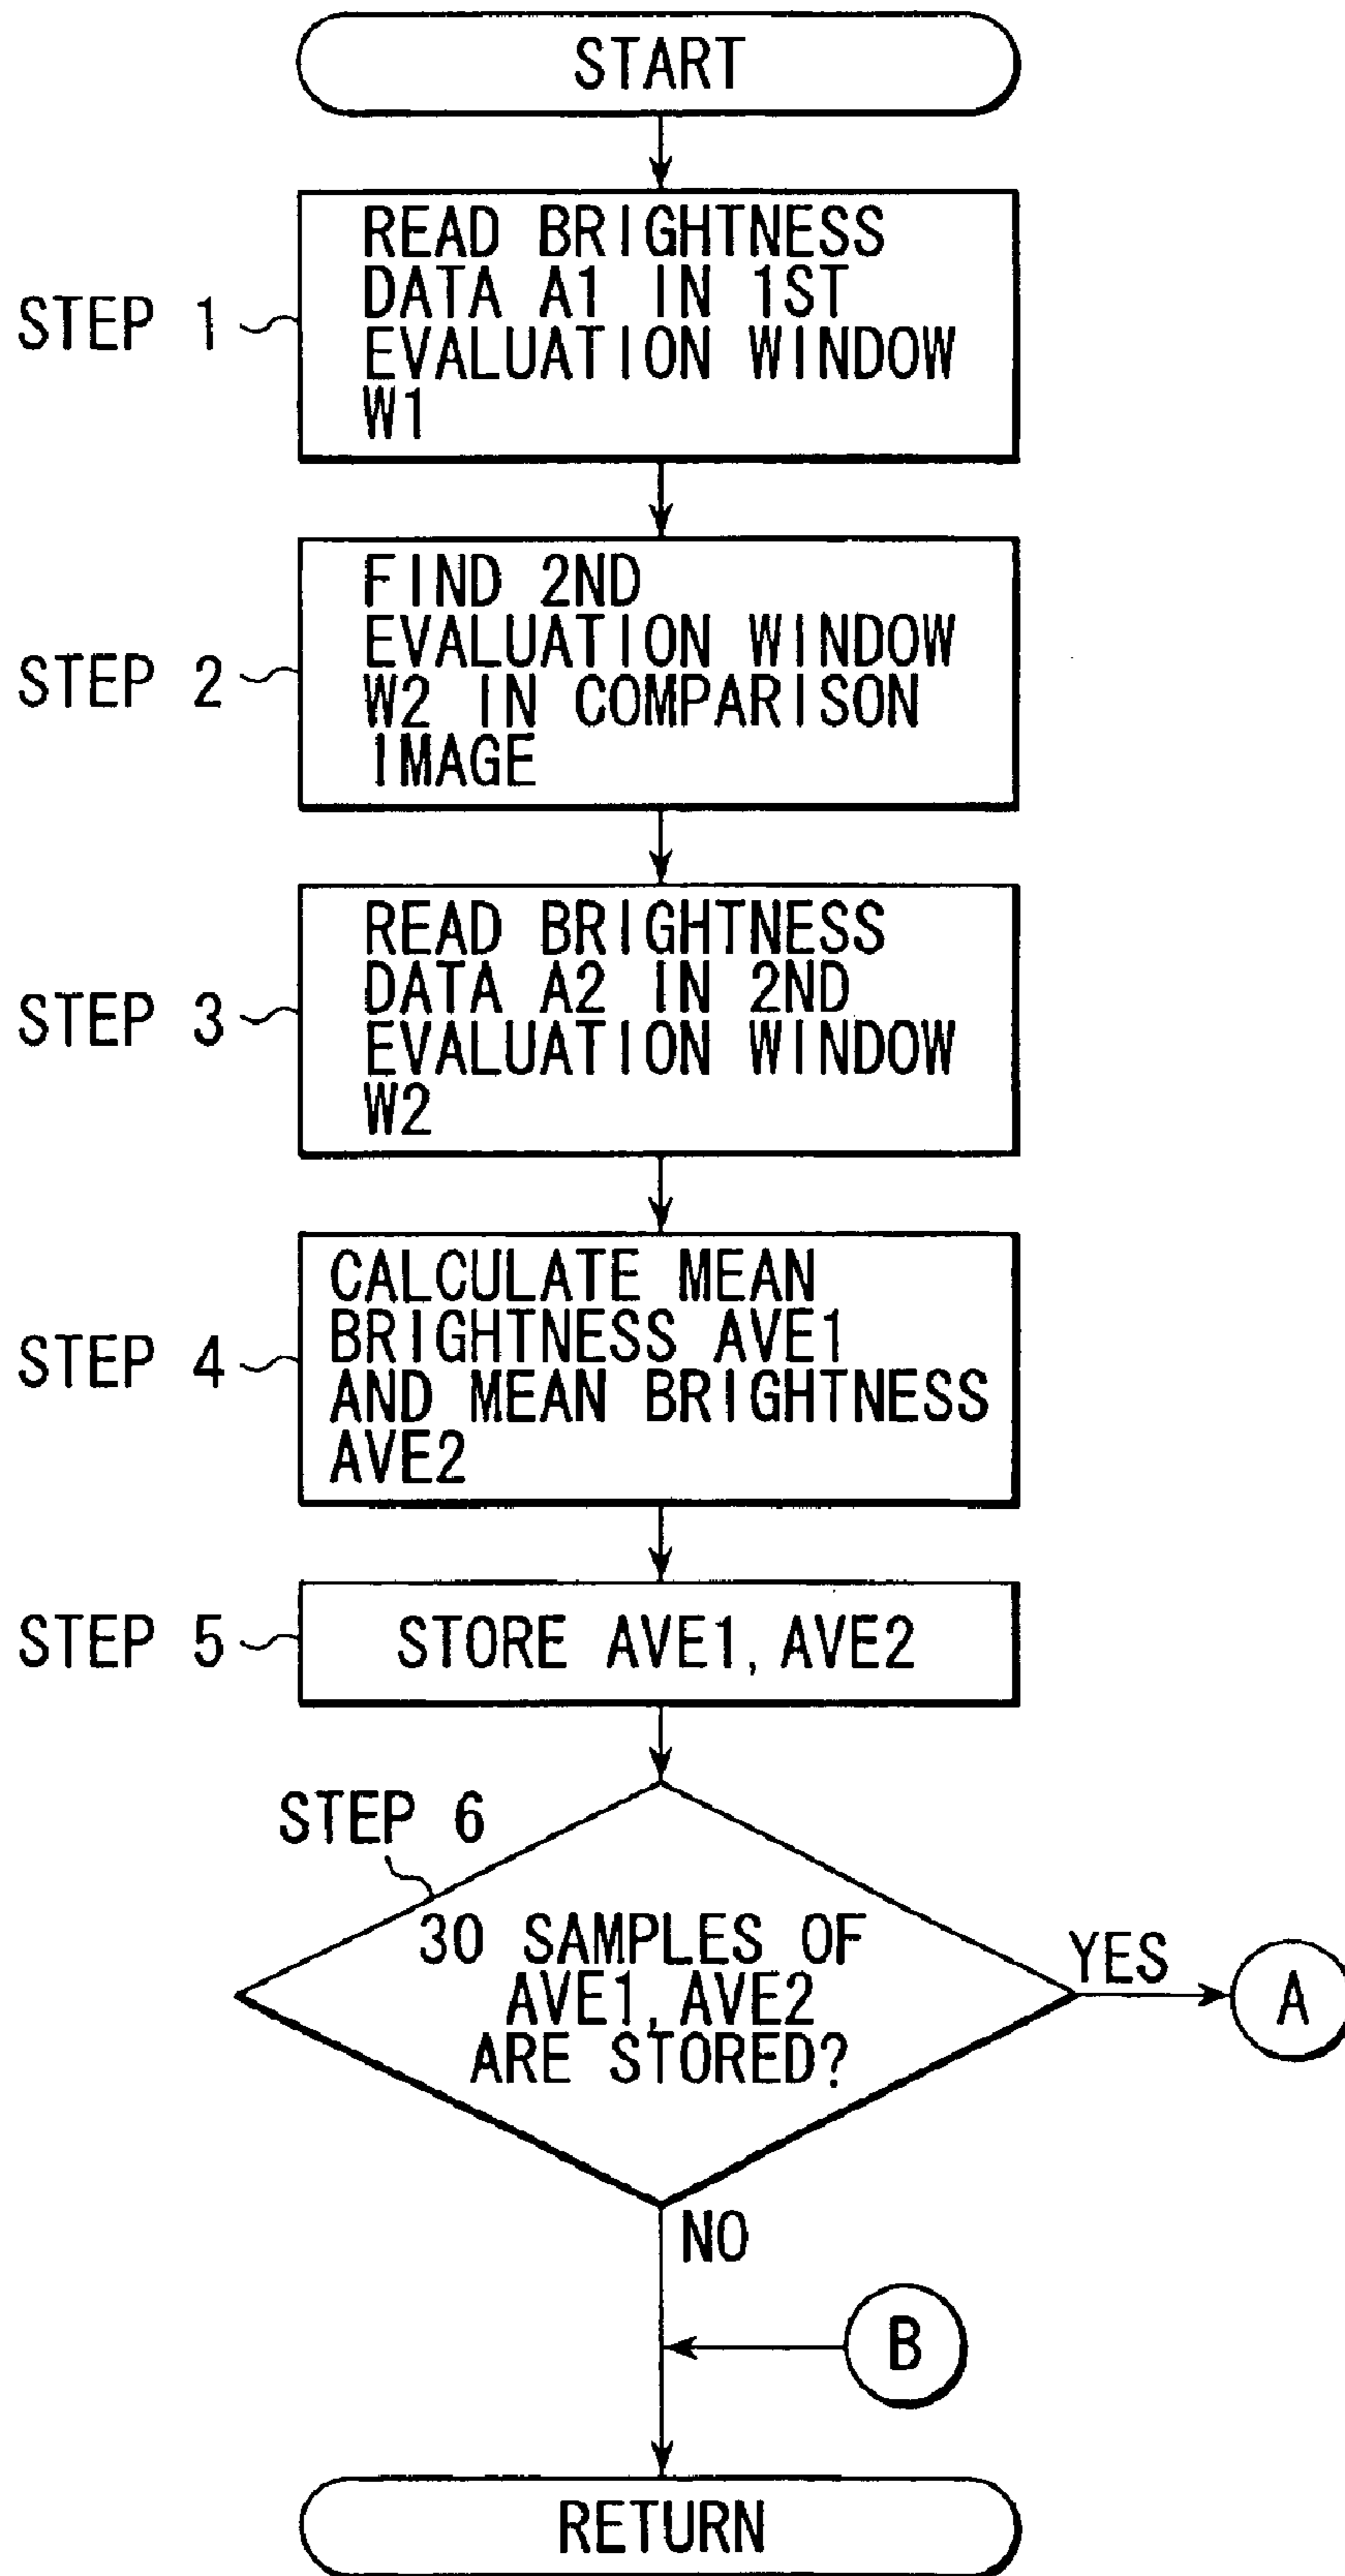 START
READ BRIGHTNESS
DATA A1 IN 1ST
EVALUATION WINDOW
W1
STEP 1
FIND 2ND
EVALUATION WINDOW
W2 IN COMPARISON
IMAGE
STEP 2
READ BRIGHTNESS
DATA A2 IN 2ND
EVALUATION WINDOW
W2
STEP 3
CALCULATE MEAN
BRIGHTNESS AVE1
AND MEAN BRIGHTNESS
AVE2
STEP 4
STEP 5
STORE AVE1, AVE2
STEP 6
30 SAMPLES OF
AVE1, AVE2
ARE STORED?
YES
A
NO
B
RETURN